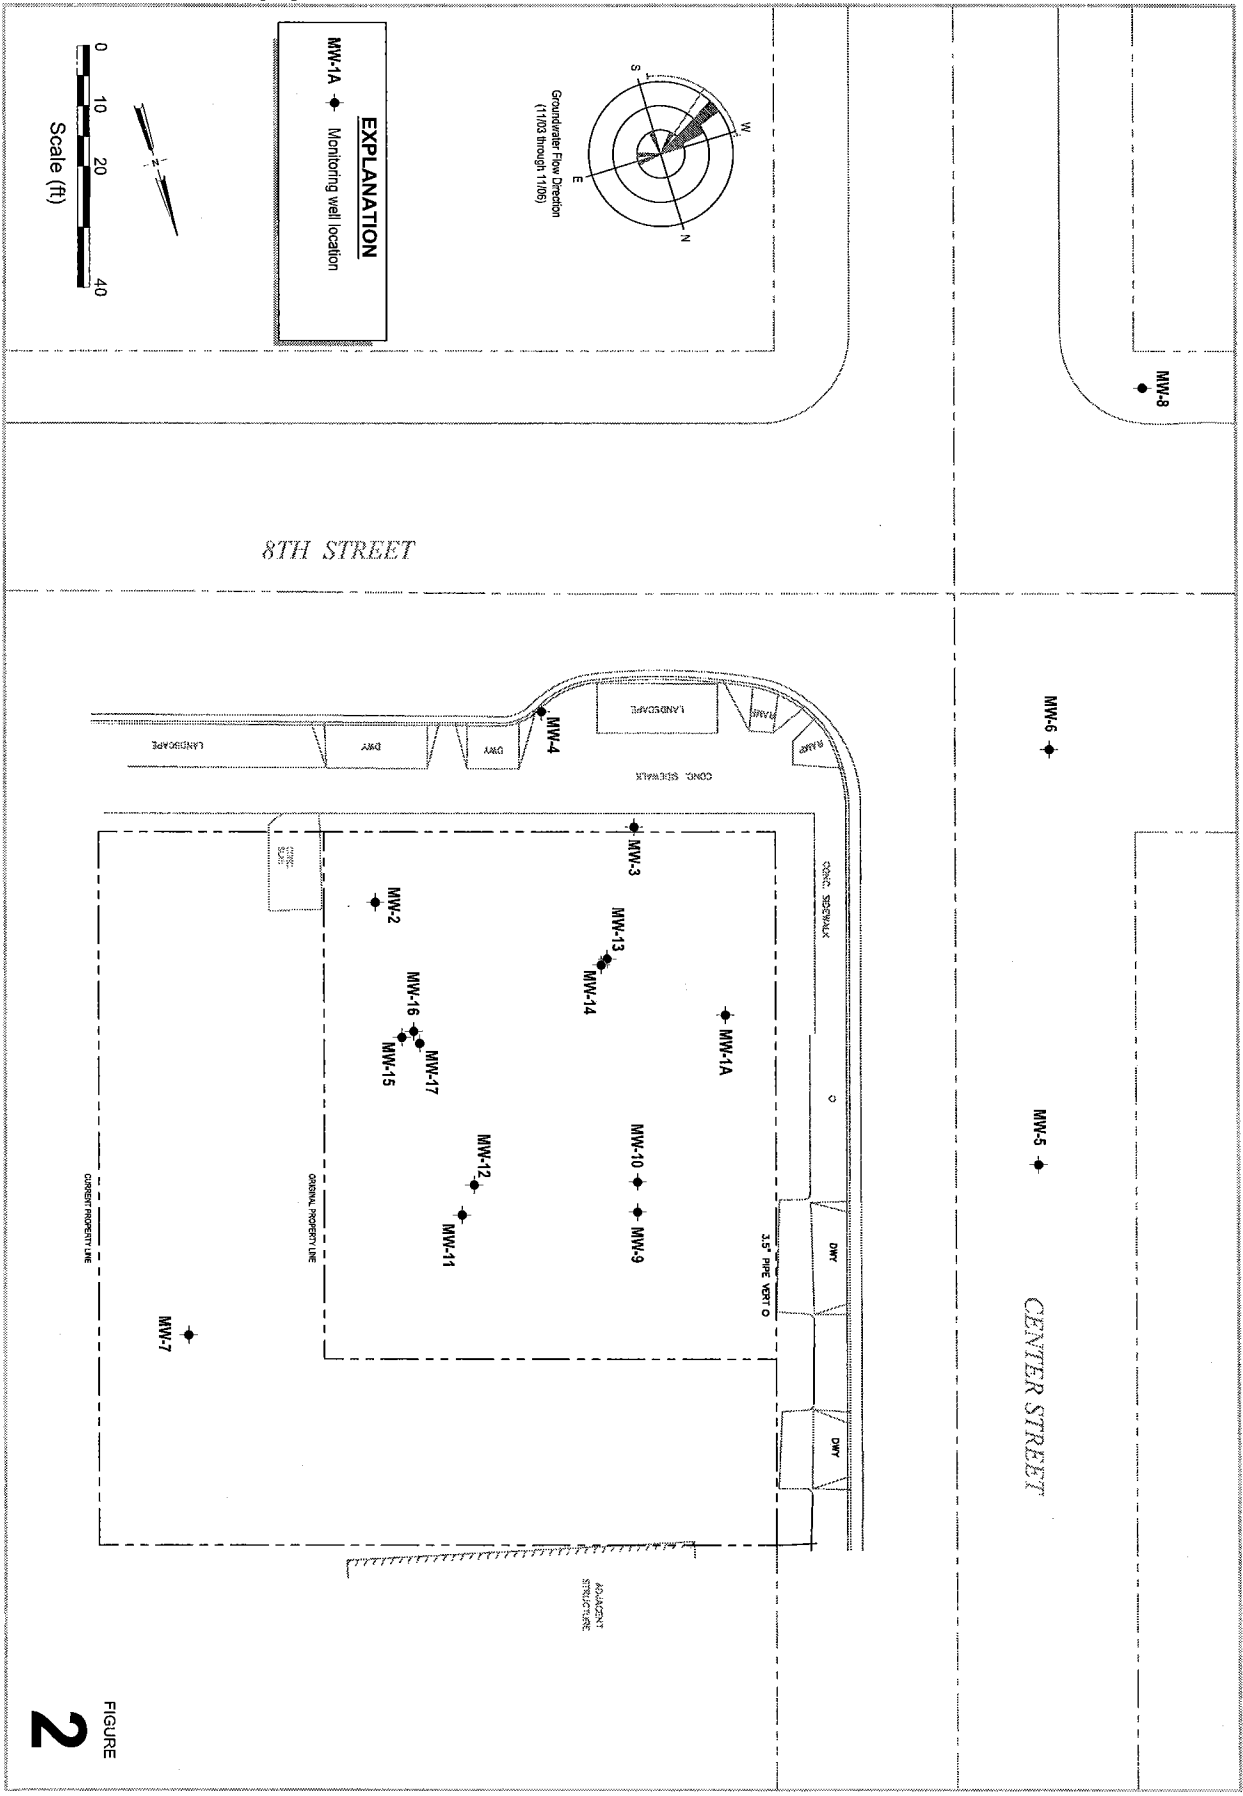 EXPLANATION
MW-1A Monitoring well location
0 10 20 40
Scale (ft)
N
S
W
E
N
Groundwater Flow Direction
(11/03 through 11/06)
8TH STREET
CENTER STREET
MW-8
MW-6
MW-5
MW-4
MW-3
MW-13
MW-14
MW-1A
MW-2
MW-16
MW-17
MW-15
MW-10
MW-9
MW-12
MW-11
MW-7
LANDSCAPE
RAMP
RAMP
CONC. SIDEWALK
LANDSCAPE
DWY
DWY
CONC. SIDEWALK
CONC.
SLAB
DWY
DWY
3.5" PIPE VERT O
ORIGINAL PROPERTY LINE
CURRENT PROPERTY LINE
ADJACENT
STRUCTURE
FIGURE
2